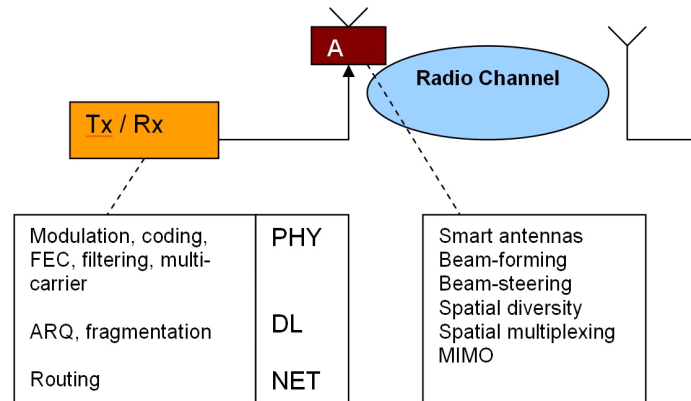 A
Radio Channel
Tx / Rx
Modulation, coding,
FEC, filtering, multi-
carrier
ARQ, fragmentation
Routing
PHY
DL
NET
Smart antennas
Beam-forming
Beam-steering
Spatial diversity
Spatial multiplexing
MIMO